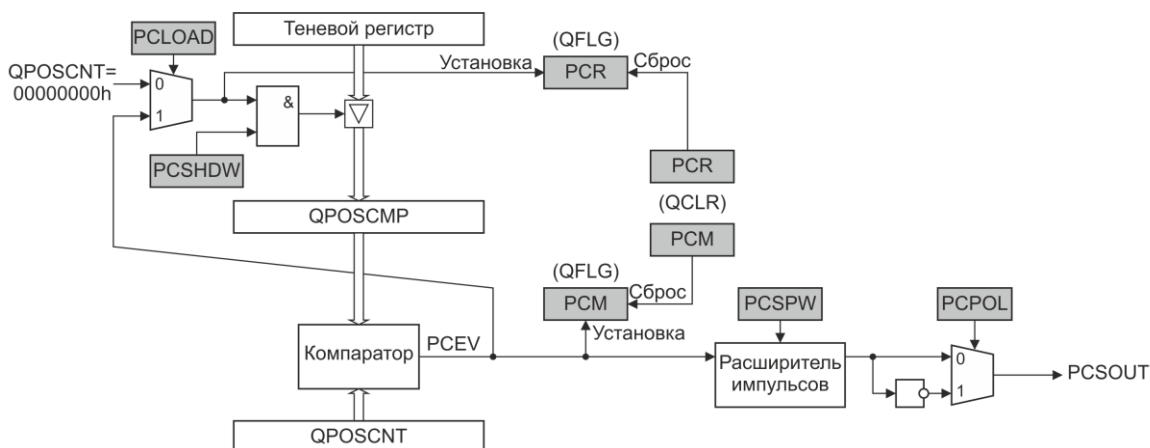 Теневой регистр
PCLOAD
(QFLG)
QPOSCNT=
00000000h
0
1
Установка
PCR
Сброс
&
PCSHDW
PCR
(QCLR)
QPOSCMP
PCM
(QFLG)
PCM
Сброс
Установка
PCSPW
PCPOL
Компаратор
PCEV
Расширитель
импульсов
0
1
PCSOUT
QPOSCNT